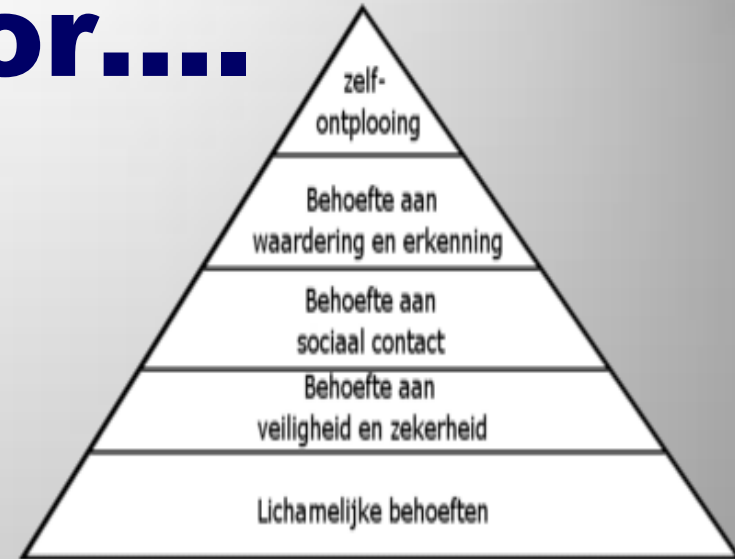 or....
zelf-
ontplooing
Behoefte aan
waardering en erkenning
Behoefte aan
sociaal contact
Behoefte aan
veiligheid en zekerheid
Lichamelijke behoeften